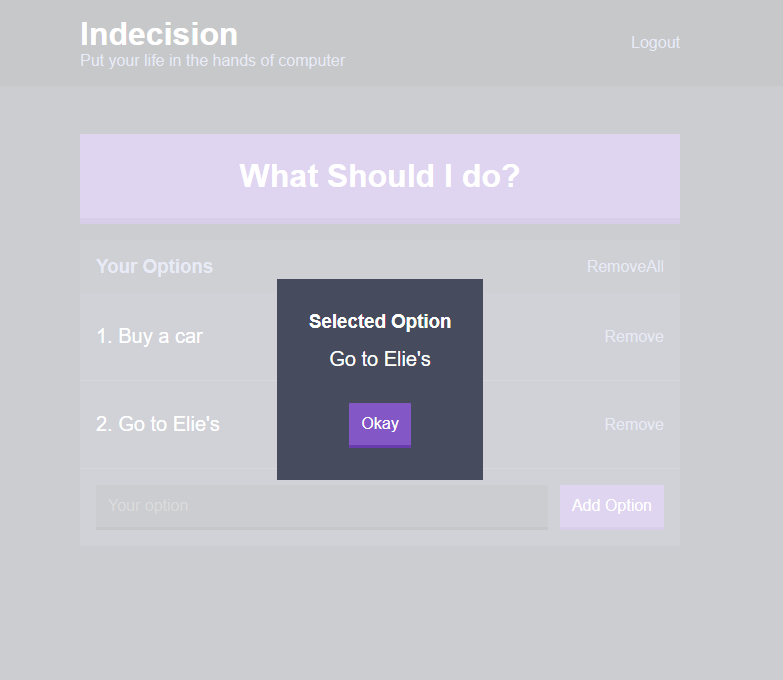 Indecision
Put your life in the hands of computer
Logout
What Should I do?
Your Options
RemoveAll
1. Buy a car
Remove
2. Go to Elie's
Remove
Your option
Add Option
Selected Option
Go to Elie's
Okay